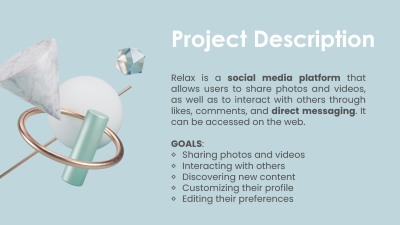 Project Description
Relax is a social media platform that
allows users to share photos and videos,
as well as to interact with others through
likes, comments, and direct messaging. It
can be accessed on the web.
GOALS:
Sharing photos and videos
Interacting with others
Discovering new content
Customizing their profile
Editing their preferences